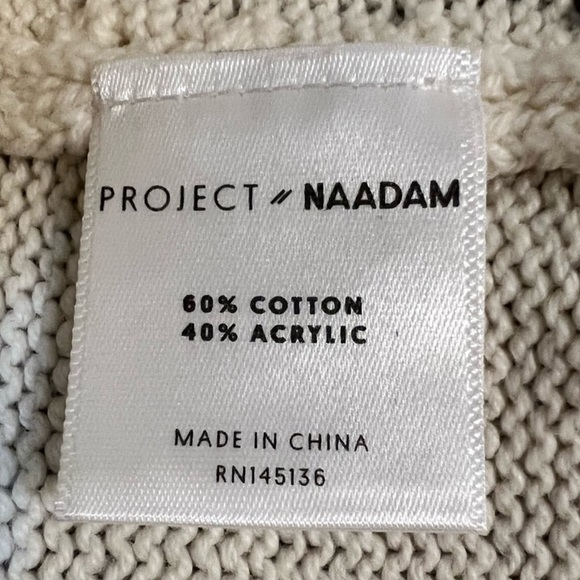 PROJECT // NAADAM
60% COTTON
40% ACRYLIC
MADE IN CHINA
RN145136